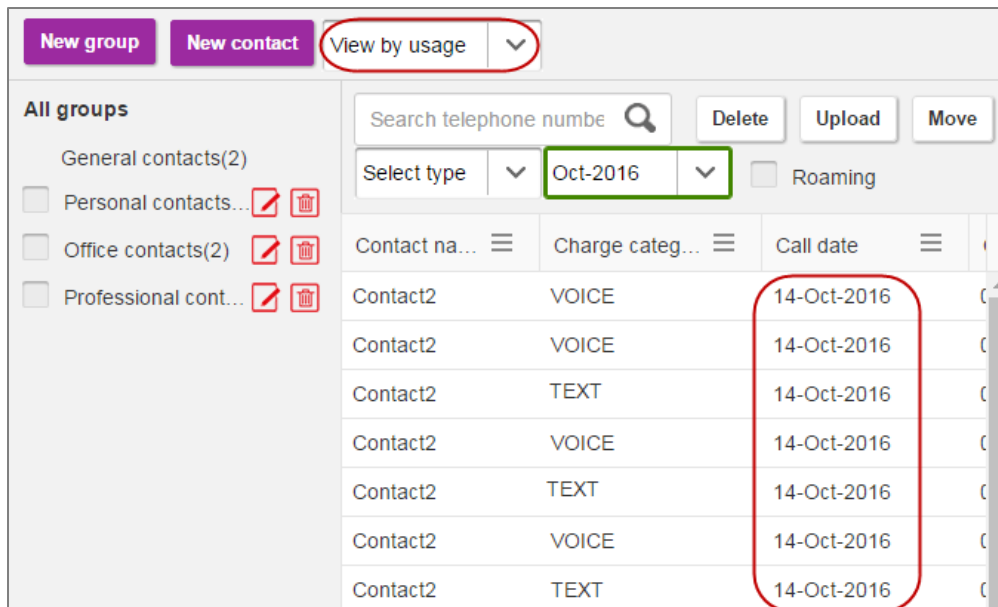 New group New contact View by usage
All groups
General contacts(2)
Personal contacts...
Office contacts(2)
Professional cont...
Search telephone numbe Delete Upload Move
Select type Oct-2016 Roaming
Contact na... Charge categ... Call date
Contact2 VOICE 14-Oct-2016
Contact2 VOICE 14-Oct-2016
Contact2 TEXT 14-Oct-2016
Contact2 VOICE 14-Oct-2016
Contact2 TEXT 14-Oct-2016
Contact2 VOICE 14-Oct-2016
Contact2 TEXT 14-Oct-2016